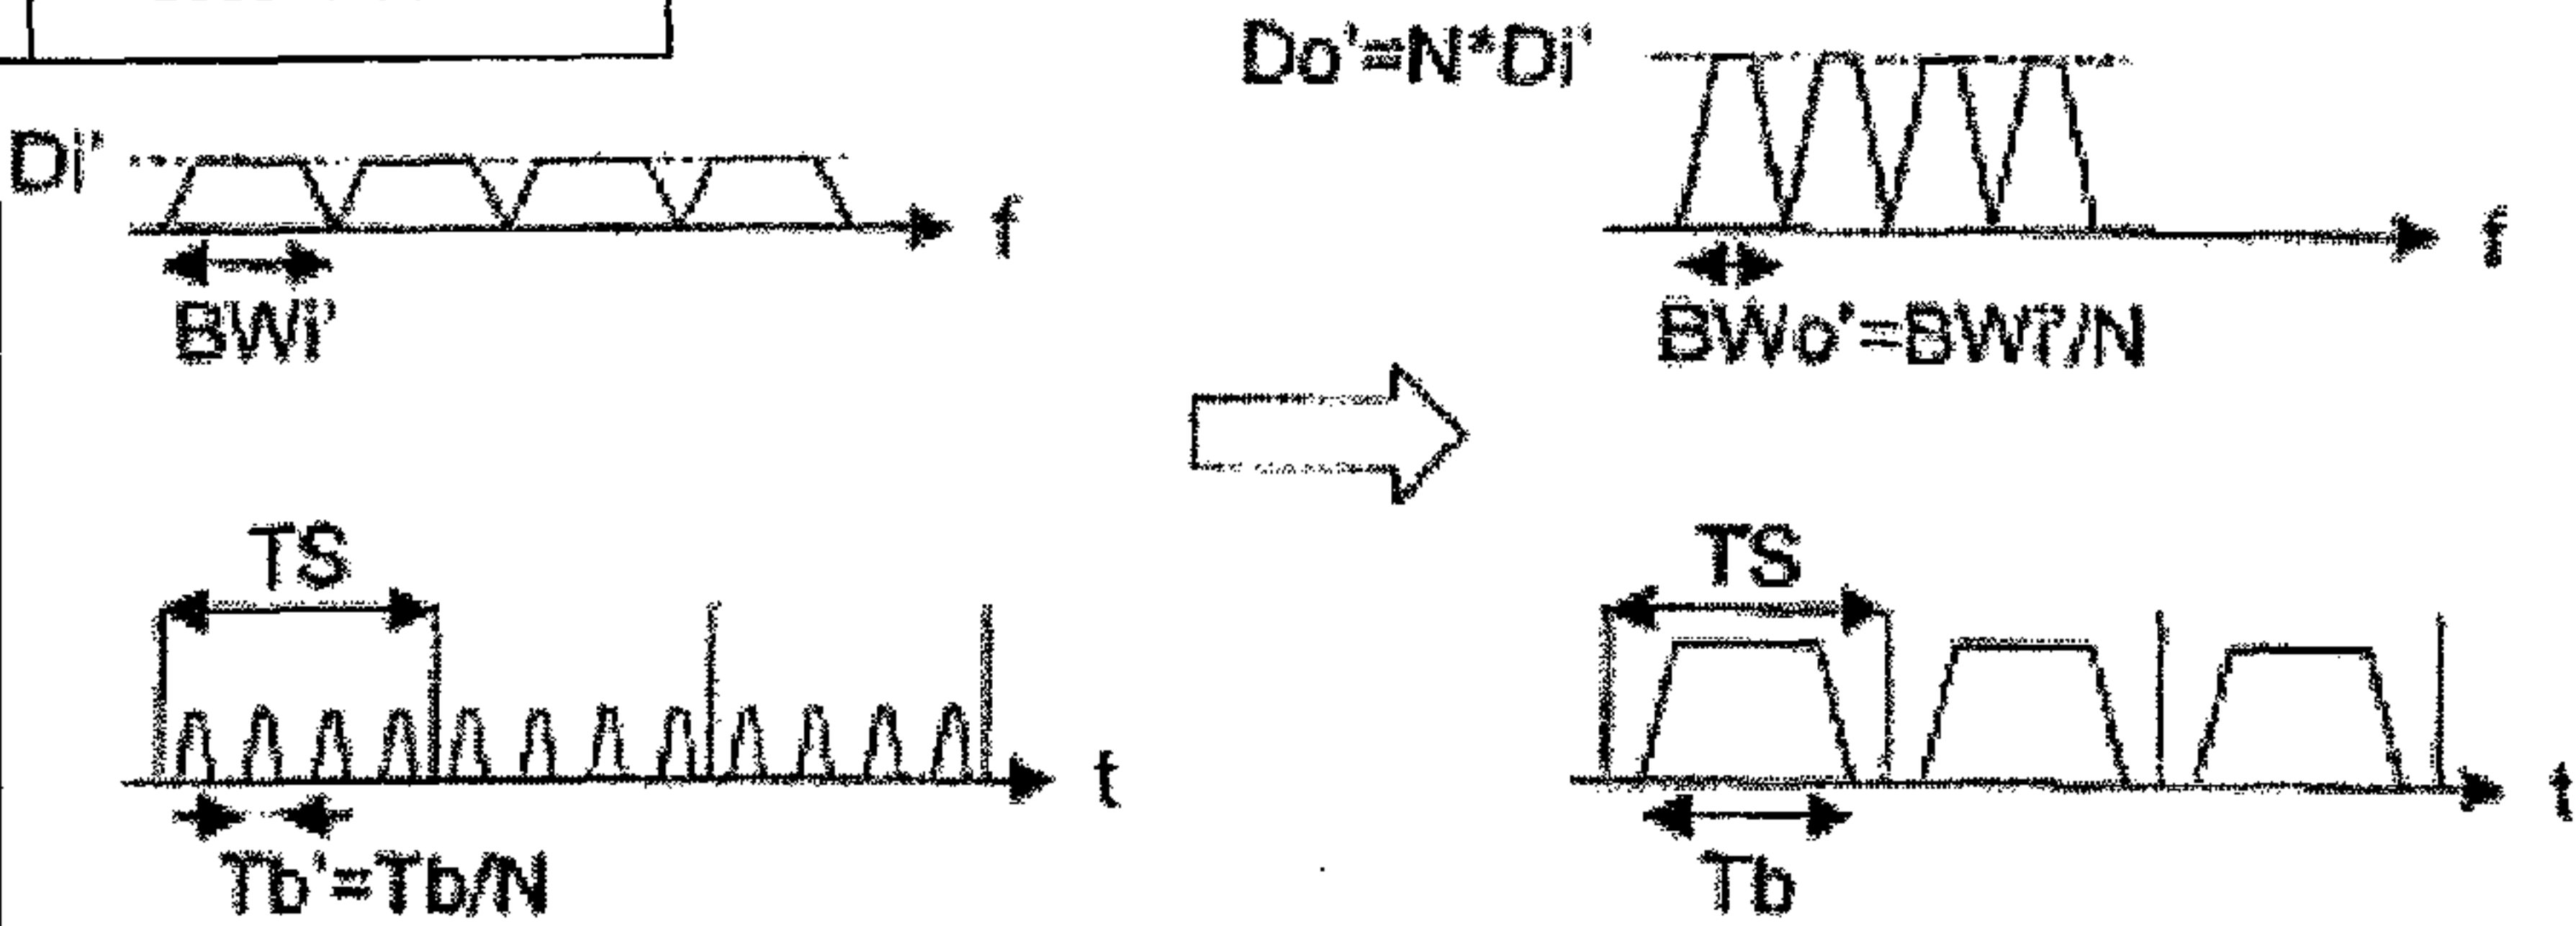 Do'=N*Di'
Di'
f
f
BWi'
BWo'=BWi'/N
TS
TS
t
t
Tb'=Tb/N
Tb